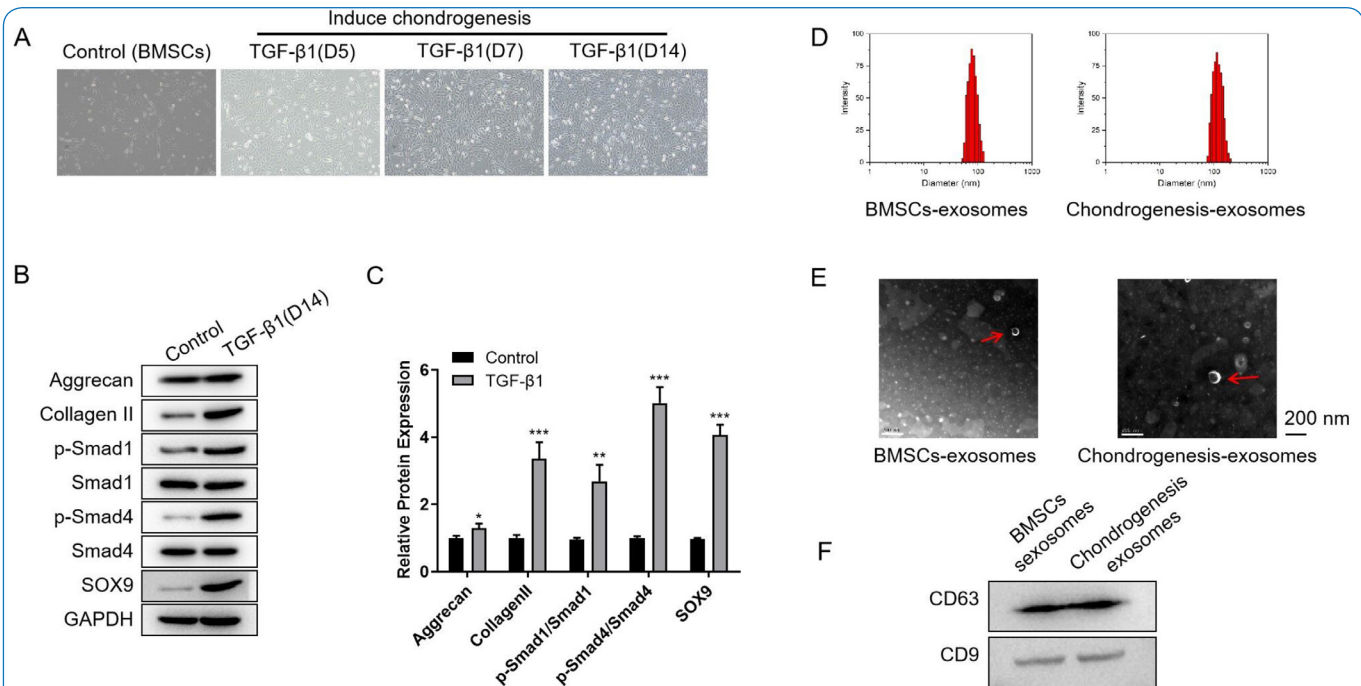 A
Induce chondrogenesis
Control (BMSCs)
TGF-β1(D5)
TGF-β1(D7)
TGF-β1(D14)
B
Control
TGF-β1(D14)
Aggrecan
Collagen II
p-Smad1
Smad1
p-Smad4
Smad4
SOX9
GAPDH
C
Relative Protein Expression
6
4
2
0
Control
TGF-β1
*
***
**
***
***
Aggrecan
CollagenII
p-Smad1/Smad1
p-Smad4/Smad4
SOX9
D
Intensity
100
75
50
25
0
1
10
100
1000
Diameter (nm)
BMSCs-exosomes
Intensity
100
75
50
25
0
1
10
100
1000
Diameter (nm)
Chondrogenesis-exosomes
E
BMSCs-exosomes
Chondrogenesis-exosomes
200 nm
F
BMSCs
sexosomes
Chondrogenesis
exosomes
CD63
CD9